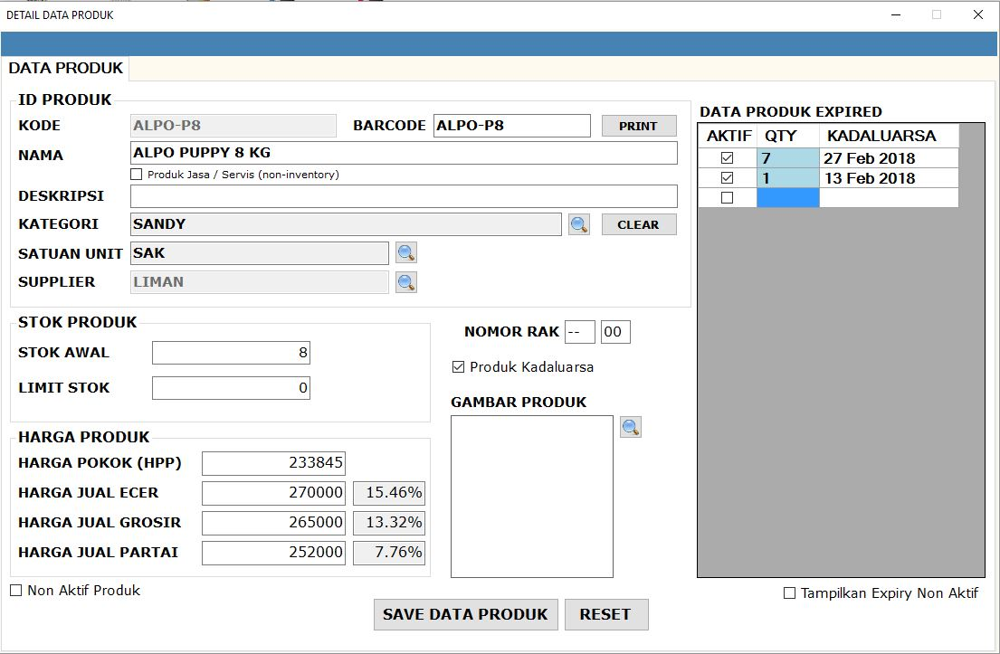 DETAIL DATA PRODUK
DATA PRODUK
ID PRODUK
KODE ALPO-P8 BARCODE ALPO-P8 PRINT
NAMA ALPO PUPPY 8 KG
Produk Jasa / Servis (non-inventory)
DESKRIPSI
KATEGORI SANDY CLEAR
SATUAN UNIT SAK
SUPPLIER LIMAN
DATA PRODUK EXPIRED
AKTIF QTY KADALUARSA
7 27 Feb 2018
1 13 Feb 2018
STOK PRODUK
STOK AWAL 8
LIMIT STOK 0
NOMOR RAK -- 00
Produk Kadaluarsa
GAMBAR PRODUK
HARGA PRODUK
HARGA POKOK (HPP) 233845
HARGA JUAL ECER 270000 15.46%
HARGA JUAL GROSIR 265000 13.32%
HARGA JUAL PARTAI 252000 7.76%
Non Aktif Produk
Tampilkan Expiry Non Aktif
SAVE DATA PRODUK RESET